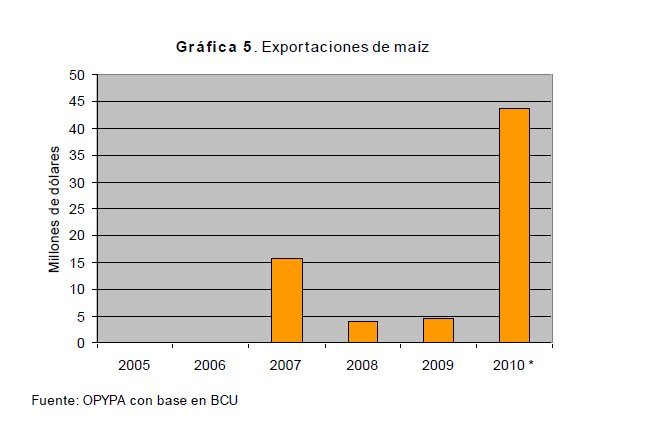 Gráfica 5. Exportaciones de maíz
50
45
40
35
30
25
20
15
10
5
0
Millones de dólares
2005 2006 2007 2008 2009 2010 *
Fuente: OPYPA con base en BCU